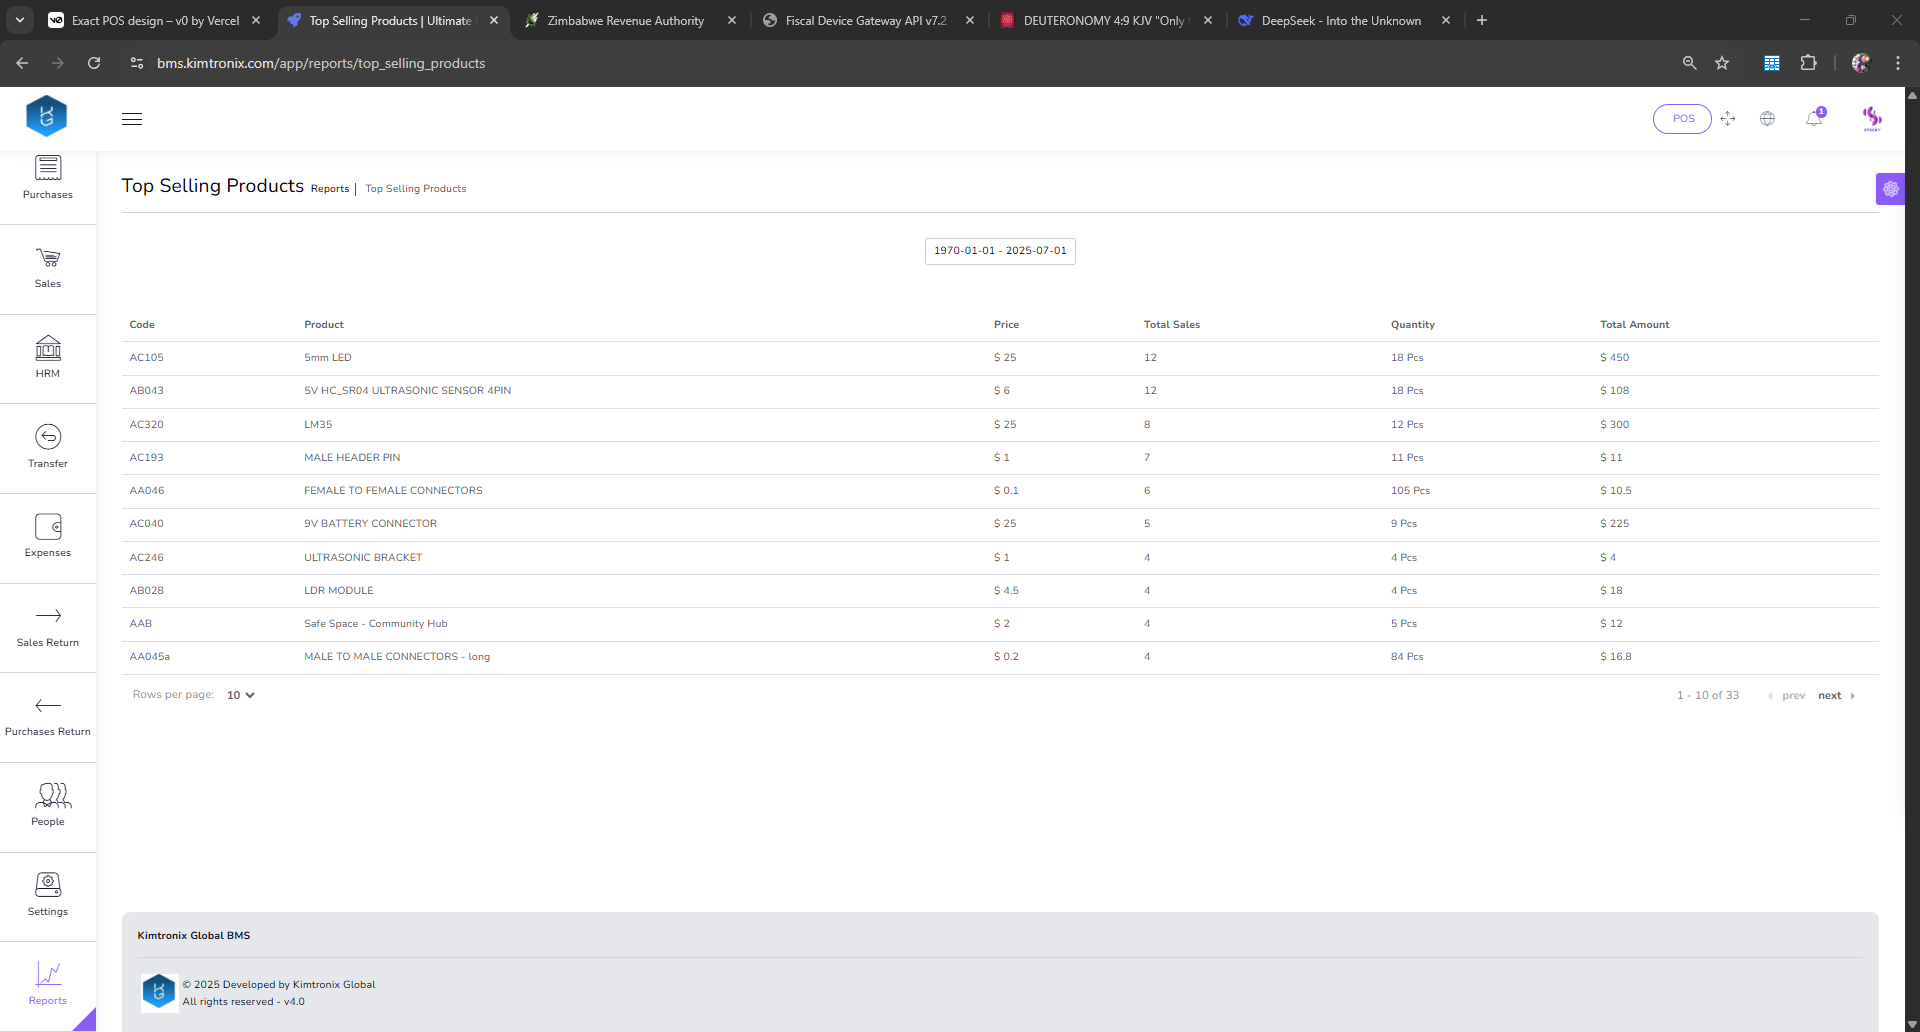 Exact POS design – v0 by Vercel
Top Selling Products | Ultimate
Zimbabwe Revenue Authority
Fiscal Device Gateway API v7.2
DEUTERONOMY 4:9 KJV "Only
DeepSeek - Into the Unknown
bms.kimtronix.com/app/reports/top_selling_products
POS
1
Purchases
Sales
HRM
Transfer
Expenses
Sales Return
Purchases Return
People
Settings
Reports
Top Selling Products Reports | Top Selling Products
1970-01-01 - 2025-07-01
Code Product Price Total Sales Quantity Total Amount
AC105 5mm LED $ 25 12 18 Pcs $ 450
AB043 5V HC_SR04 ULTRASONIC SENSOR 4PIN $ 6 12 18 Pcs $ 108
AC320 LM35 $ 25 8 12 Pcs $ 300
AC193 MALE HEADER PIN $ 1 7 11 Pcs $ 11
AA046 FEMALE TO FEMALE CONNECTORS $ 0.1 6 105 Pcs $ 10.5
AC040 9V BATTERY CONNECTOR $ 25 5 9 Pcs $ 225
AC246 ULTRASONIC BRACKET $ 1 4 4 Pcs $ 4
AB028 LDR MODULE $ 4.5 4 4 Pcs $ 18
AAB Safe Space - Community Hub $ 2 4 5 Pcs $ 12
AA045a MALE TO MALE CONNECTORS - long $ 0.2 4 84 Pcs $ 16.8
Rows per page: 10 1 - 10 of 33 prev next
Kimtronix Global BMS
© 2025 Developed by Kimtronix Global
All rights reserved - v4.0